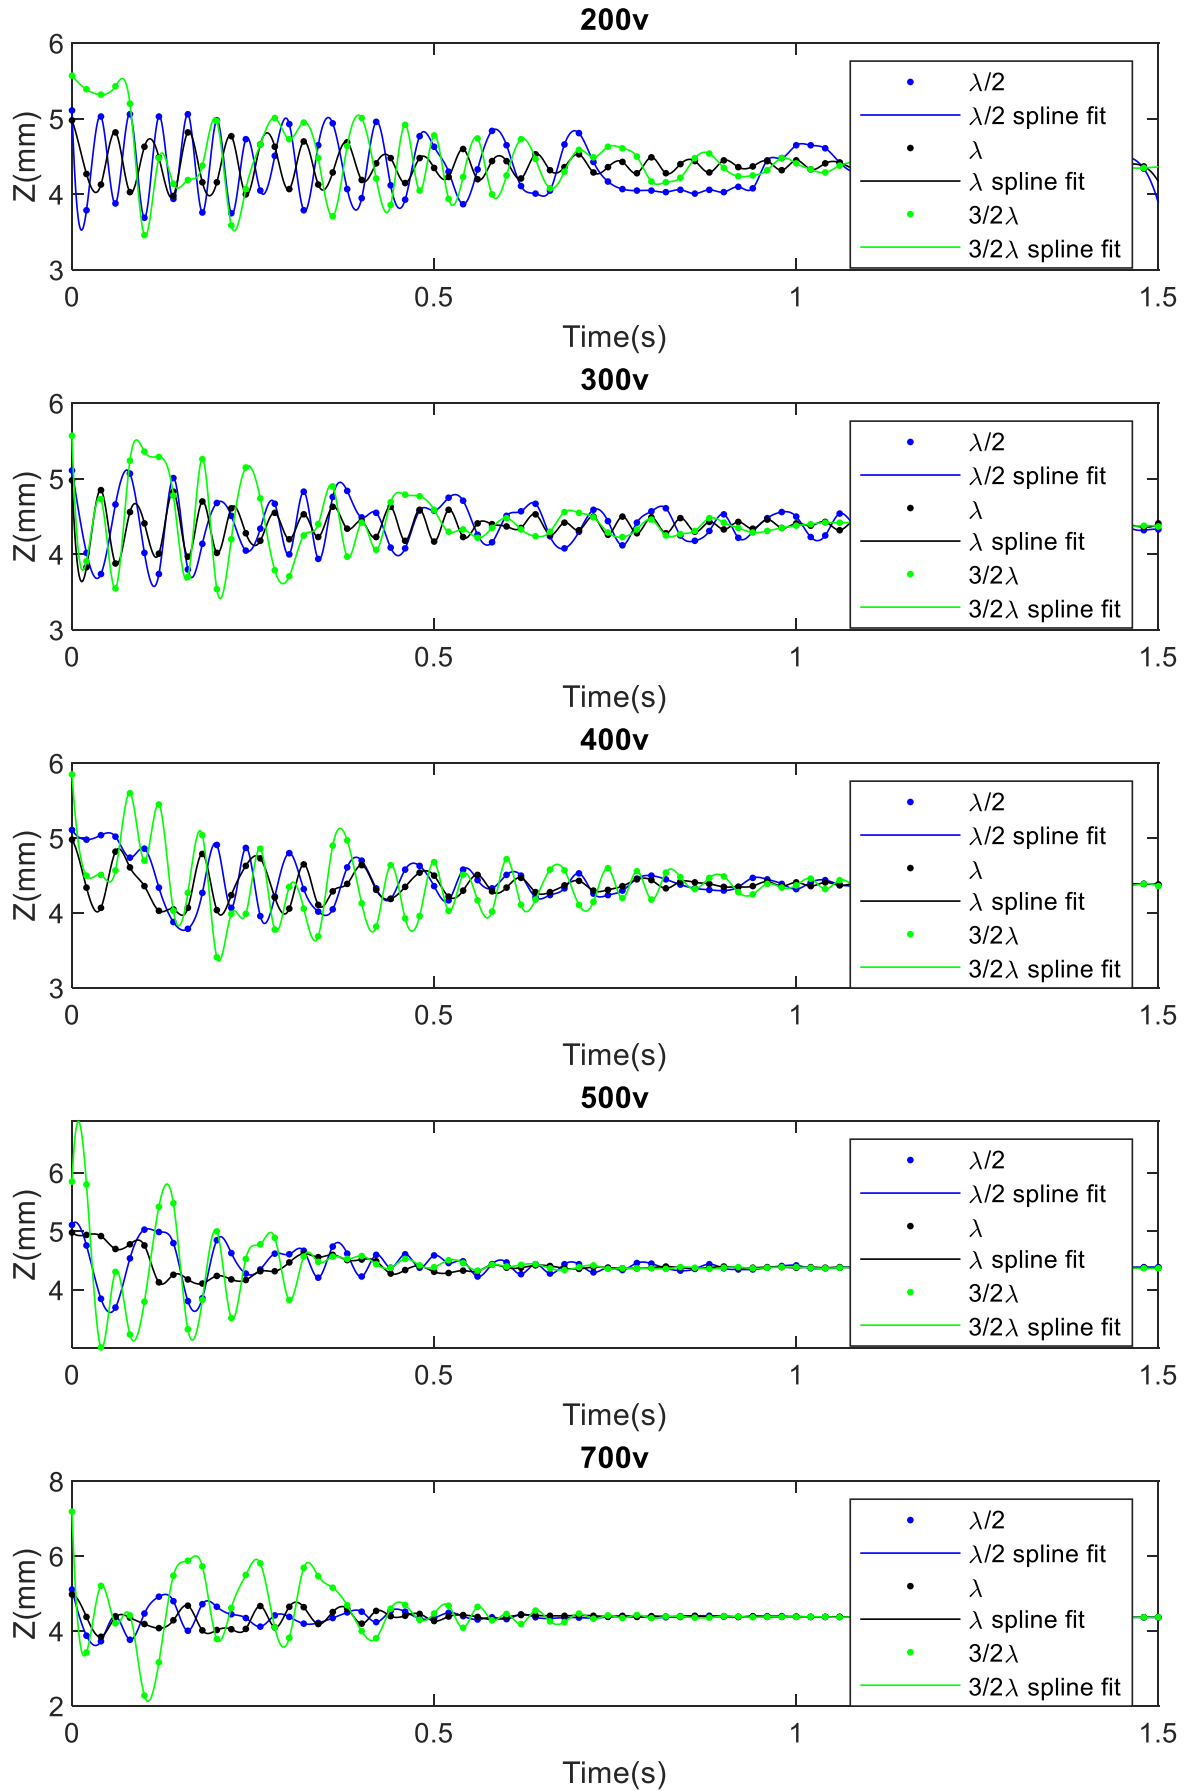 200v
6
5
4
3
Z(mm)
λ/2
λ/2 spline fit
λ
λ spline fit
3/2λ
3/2λ spline fit
0
0.5
1
1.5
Time(s)
300v
6
5
4
3
Z(mm)
λ/2
λ/2 spline fit
λ
λ spline fit
3/2λ
3/2λ spline fit
0
0.5
1
1.5
Time(s)
400v
6
5
4
3
Z(mm)
λ/2
λ/2 spline fit
λ
λ spline fit
3/2λ
3/2λ spline fit
0
0.5
1
1.5
Time(s)
500v
6
5
4
Z(mm)
λ/2
λ/2 spline fit
λ
λ spline fit
3/2λ
3/2λ spline fit
0
0.5
1
1.5
Time(s)
700v
8
6
4
2
Z(mm)
λ/2
λ/2 spline fit
λ
λ spline fit
3/2λ
3/2λ spline fit
0
0.5
1
1.5
Time(s)